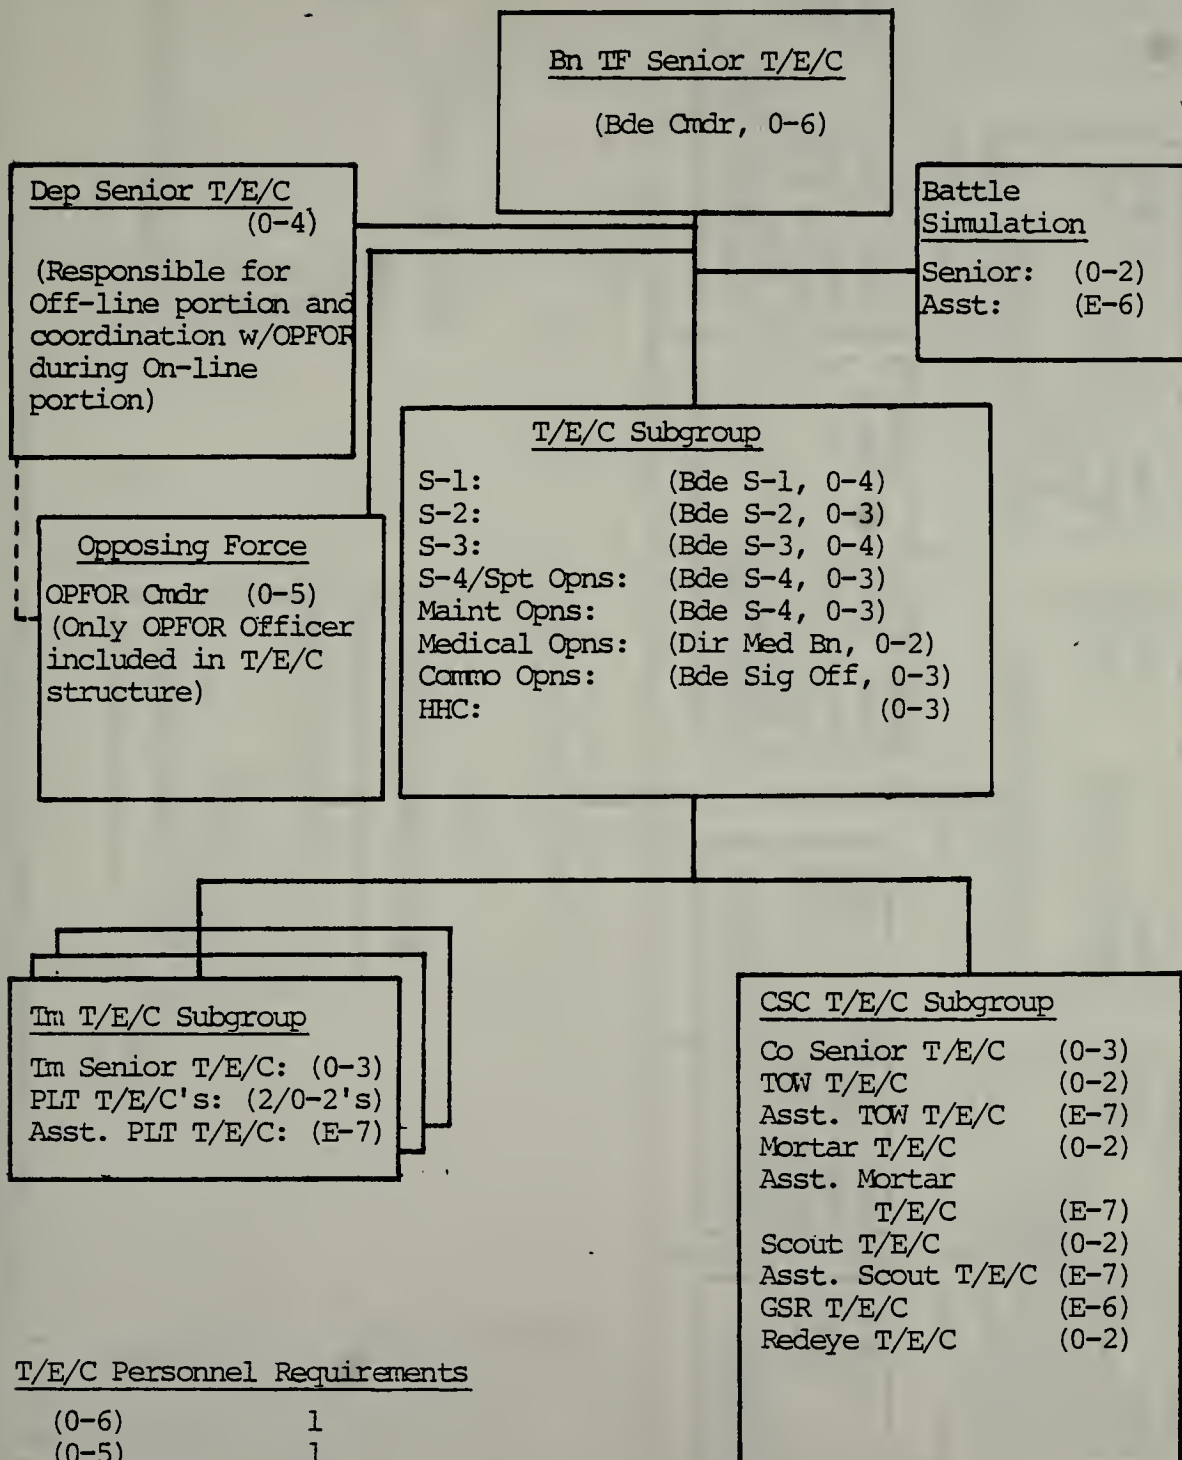 Bn TF Senior T/E/C
(Bde Cmdr, 0-6)
Dep Senior T/E/C
(0-4)
(Responsible for
Off-line portion and
coordination w/OPFOR
during On-line
portion)
Battle
Simulation
Senior: (0-2)
Asst: (E-6)
Opposing Force
OPFOR Cmdr (0-5)
(Only OPFOR Officer
included in T/E/C
structure)
T/E/C Subgroup
S-1: (Bde S-1, 0-4)
S-2: (Bde S-2, 0-3)
S-3: (Bde S-3, 0-4)
S-4/Spt Opns: (Bde S-4, 0-3)
Maint Opns: (Bde S-4, 0-3)
Medical Opns: (Dir Med Bn, 0-2)
Commo Opns: (Bde Sig Off, 0-3)
HHC: (0-3)
Tm T/E/C Subgroup
Tm Senior T/E/C: (0-3)
PLT T/E/C's: (2/0-2's)
Asst. PLT T/E/C: (E-7)
CSC T/E/C Subgroup
Co Senior T/E/C (0-3)
TOW T/E/C (0-2)
Asst. TOW T/E/C (E-7)
Mortar T/E/C (0-2)
Asst. Mortar
T/E/C (E-7)
Scout T/E/C (0-2)
Asst. Scout T/E/C (E-7)
GSR T/E/C (E-6)
Redeye T/E/C (0-2)
T/E/C Personnel Requirements
(0-6) 1
(0-5) 1